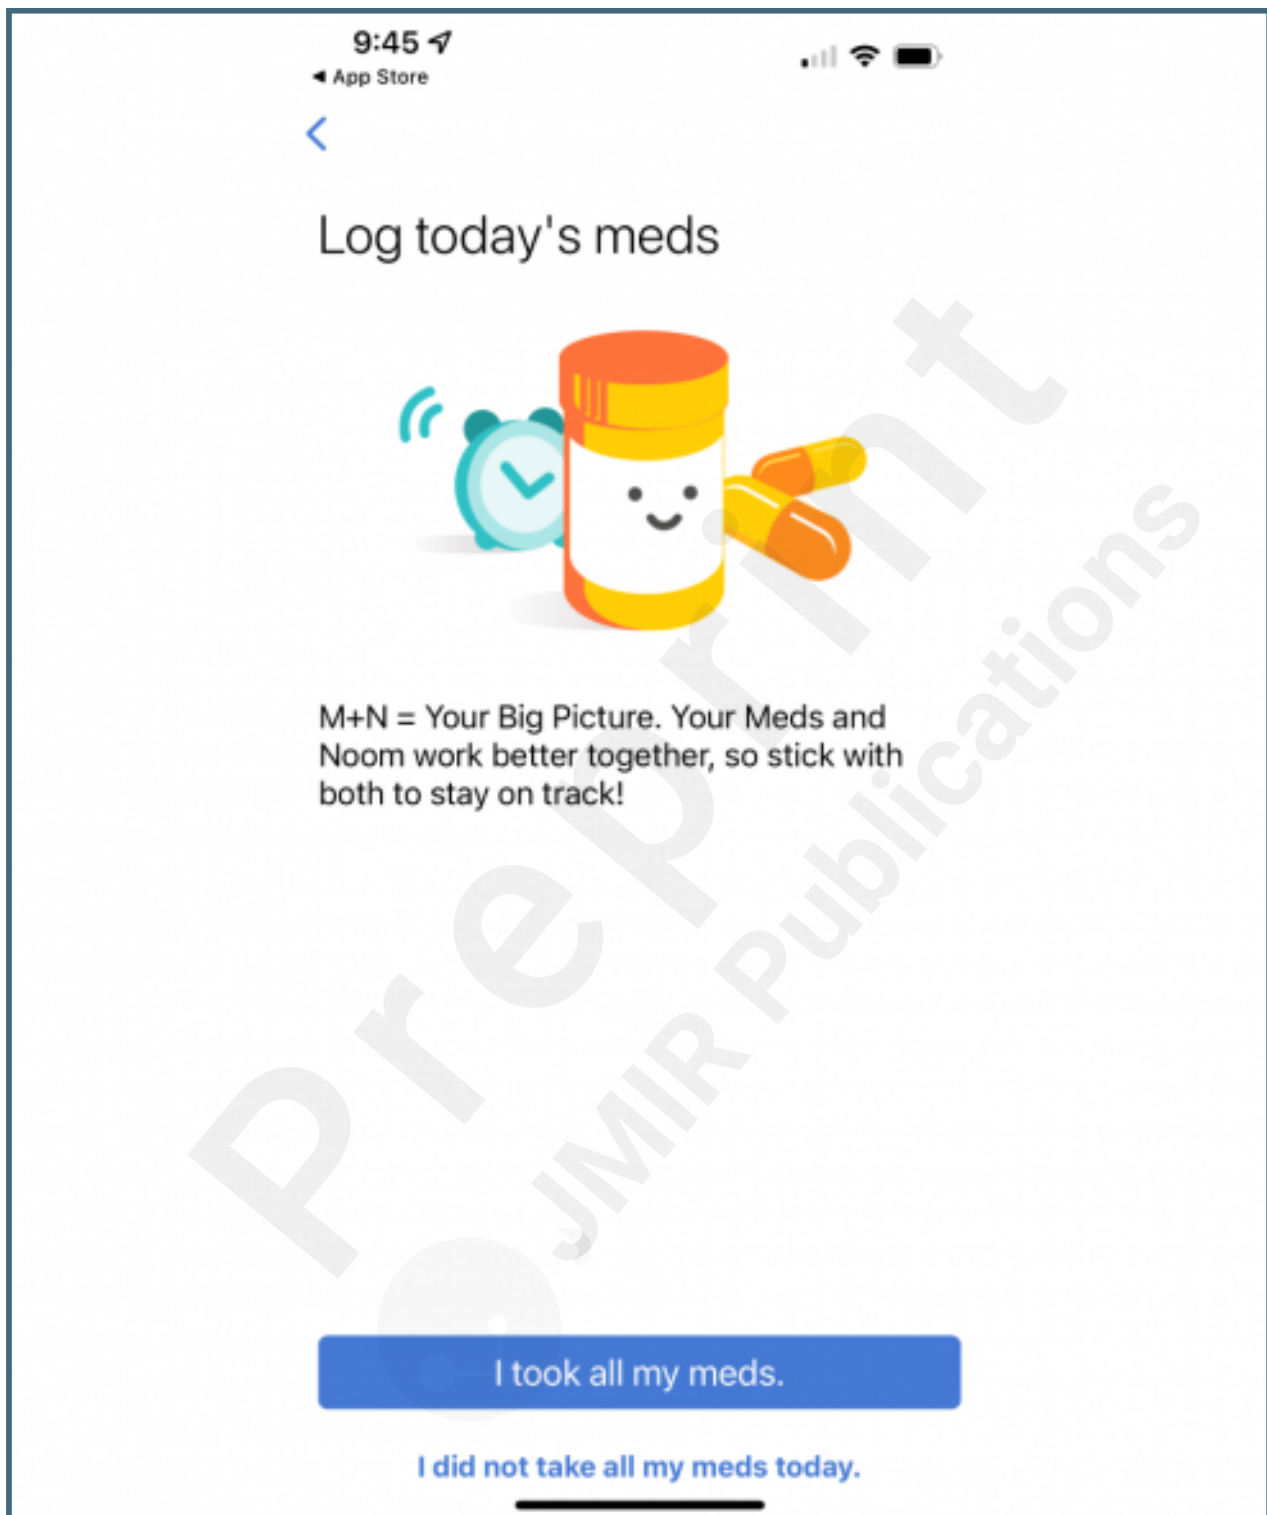 9:45
◀ App Store
Log today's meds
M+N = Your Big Picture. Your Meds and
Noom work better together, so stick with
both to stay on track!
I took all my meds.
I did not take all my meds today.
Preprint
JMIR Publications